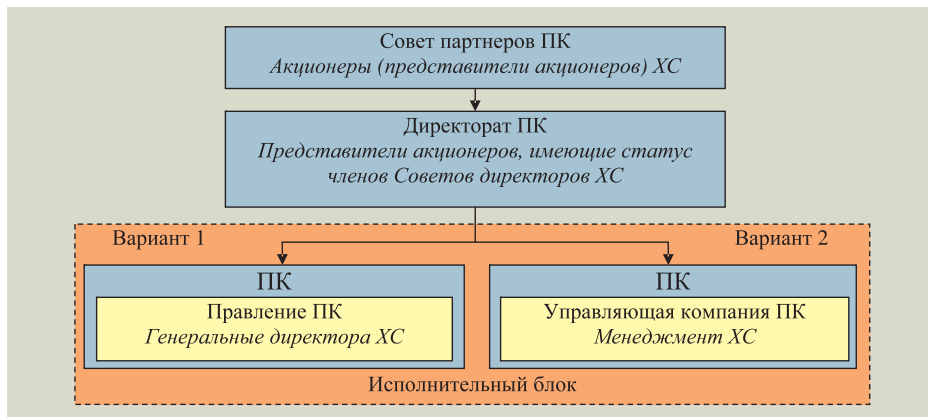 Совет партнеров ПК
Акционеры (представители акционеров) ХС
Директорат ПК
Представители акционеров, имеющие статус
членов Советов директоров ХС
Вариант 1
Вариант 2
ПК
Правление ПК
Генеральные директора ХС
ПК
Управляющая компания ПК
Менеджмент ХС
Исполнительный блок